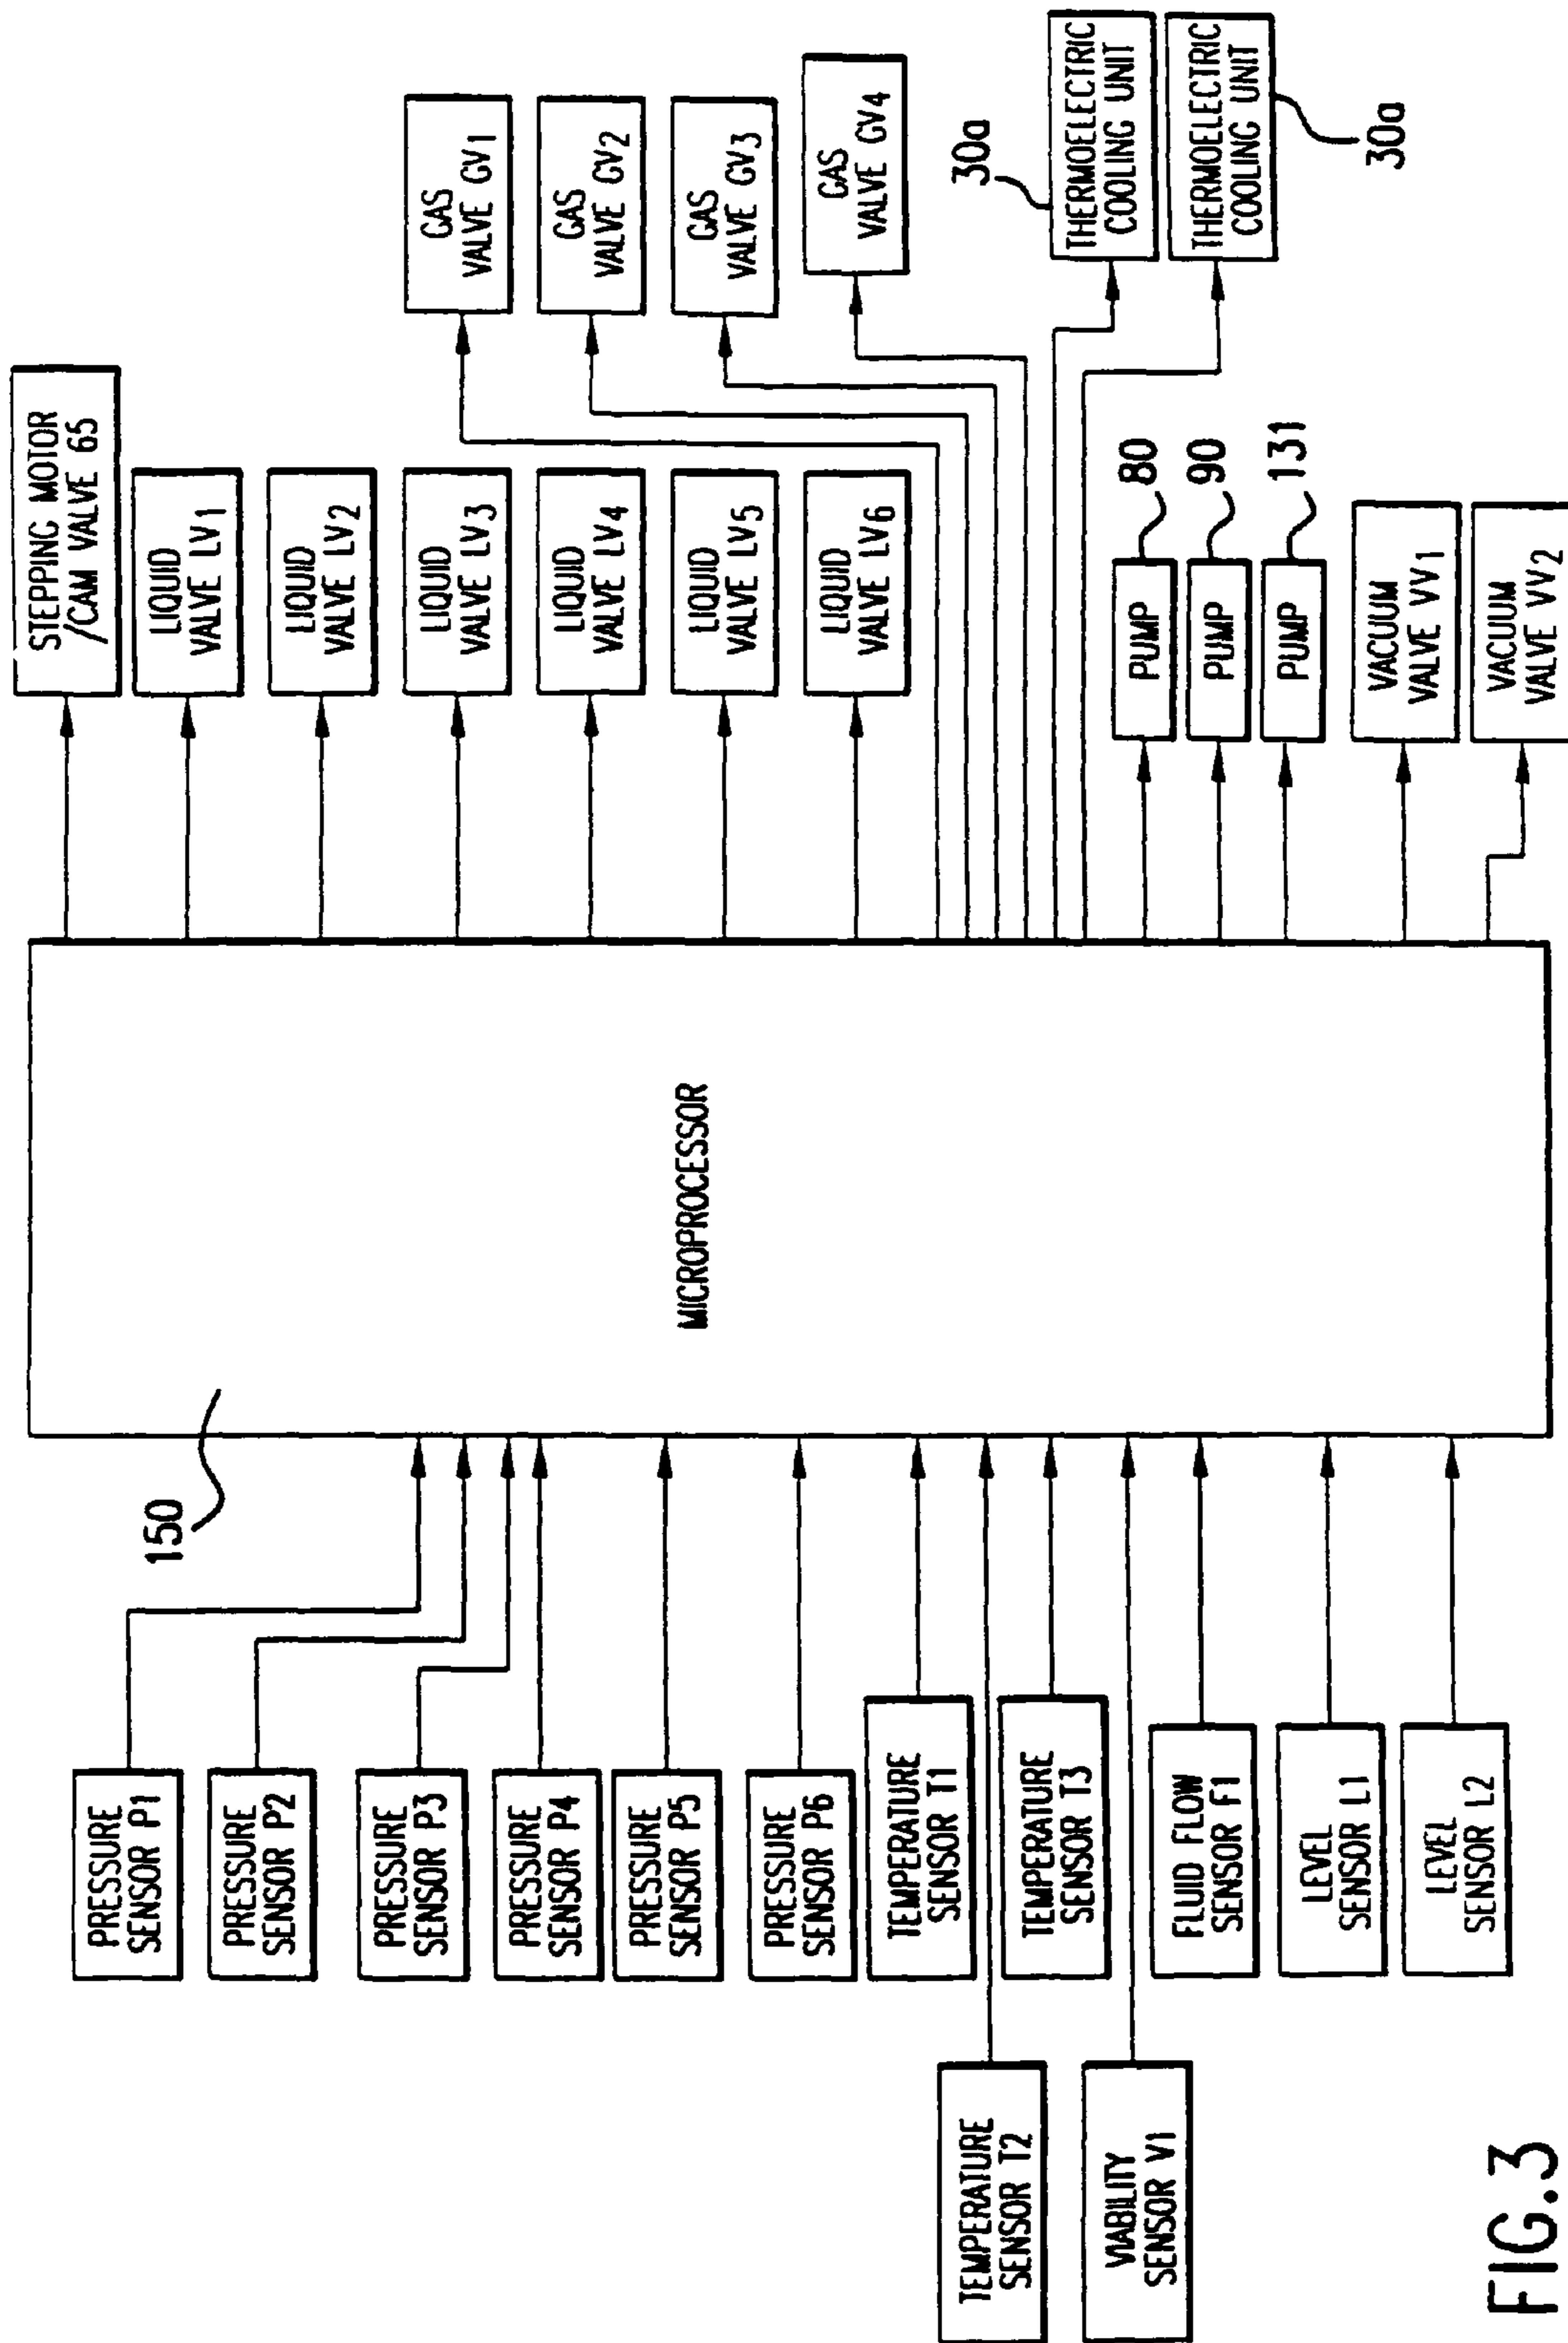 PRESSURE
SENSOR P1
PRESSURE
SENSOR P2
PRESSURE
SENSOR P3
PRESSURE
SENSOR P4
PRESSURE
SENSOR P5
PRESSURE
SENSOR P6
TEMPERATURE
SENSOR T1
TEMPERATURE
SENSOR T2
TEMPERATURE
SENSOR T3
VIABILITY
SENSOR V1
FLUID FLOW
SENSOR F1
LEVEL
SENSOR L1
LEVEL
SENSOR L2
150
MICROPROCESSOR
STEPPING MOTOR
/CAM VALVE 65
LIQUID
VALVE LV1
LIQUID
VALVE LV2
LIQUID
VALVE LV3
LIQUID
VALVE LV4
LIQUID
VALVE LV5
LIQUID
VALVE LV6
GAS
VALVE GV1
GAS
VALVE GV2
GAS
VALVE GV3
GAS
VALVE GV4
30a
THERMOELECTRIC
COOLING UNIT
THERMOELECTRIC
COOLING UNIT
30a
PUMP
80
PUMP
90
PUMP
131
VACUUM
VALVE VV1
VACUUM
VALVE VV2
FIG.3